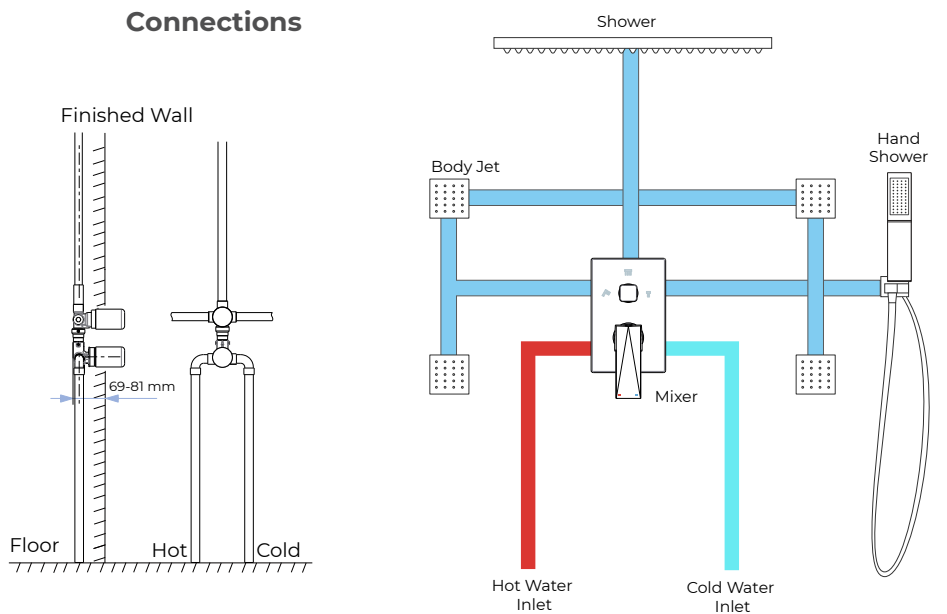 Connections
Finished Wall
69-81 mm
Floor
Hot
Cold
Shower
Body Jet
Hand
Shower
Mixer
Hot Water
Inlet
Cold Water
Inlet